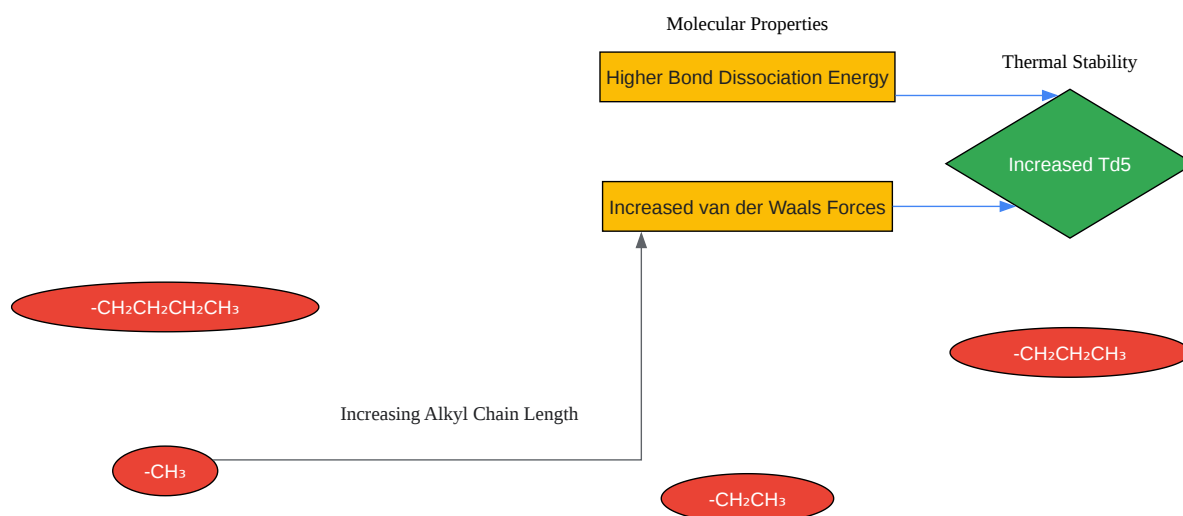 Molecular Properties
Higher Bond Dissociation Energy
Thermal Stability
Increased Td5
Increased van der Waals Forces
-CH₂CH₂CH₂CH₃
-CH₂CH₂CH₃
Increasing Alkyl Chain Length
-CH₃
-CH₂CH₃